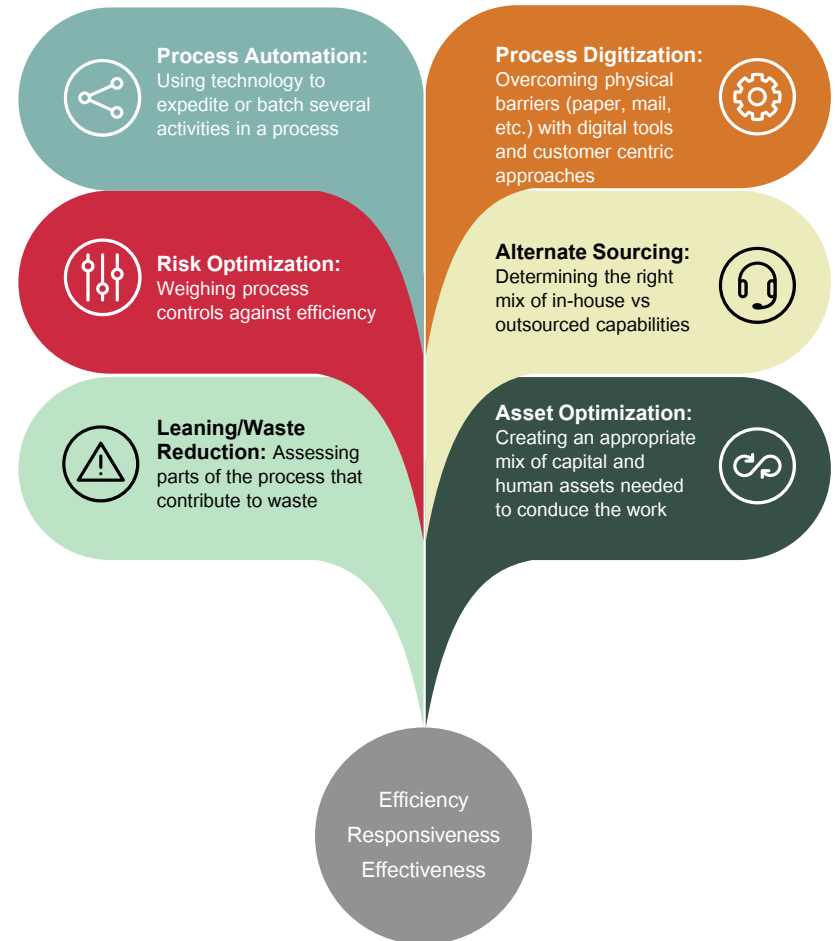 Process Automation:
Using technology to
expedite or batch several
activities in a process
Process Digitization:
Overcoming physical
barriers (paper, mail,
etc.) with digital tools
and customer centric
approaches
Risk Optimization:
Weighing process
controls against efficiency
Alternate Sourcing:
Determining the right
mix of in-house vs
outsourced capabilities
Leaning/Waste
Reduction: Assessing
parts of the process that
contribute to waste
Asset Optimization:
Creating an appropriate
mix of capital and
human assets needed
to conduce the work
Efficiency
Responsiveness
Effectiveness